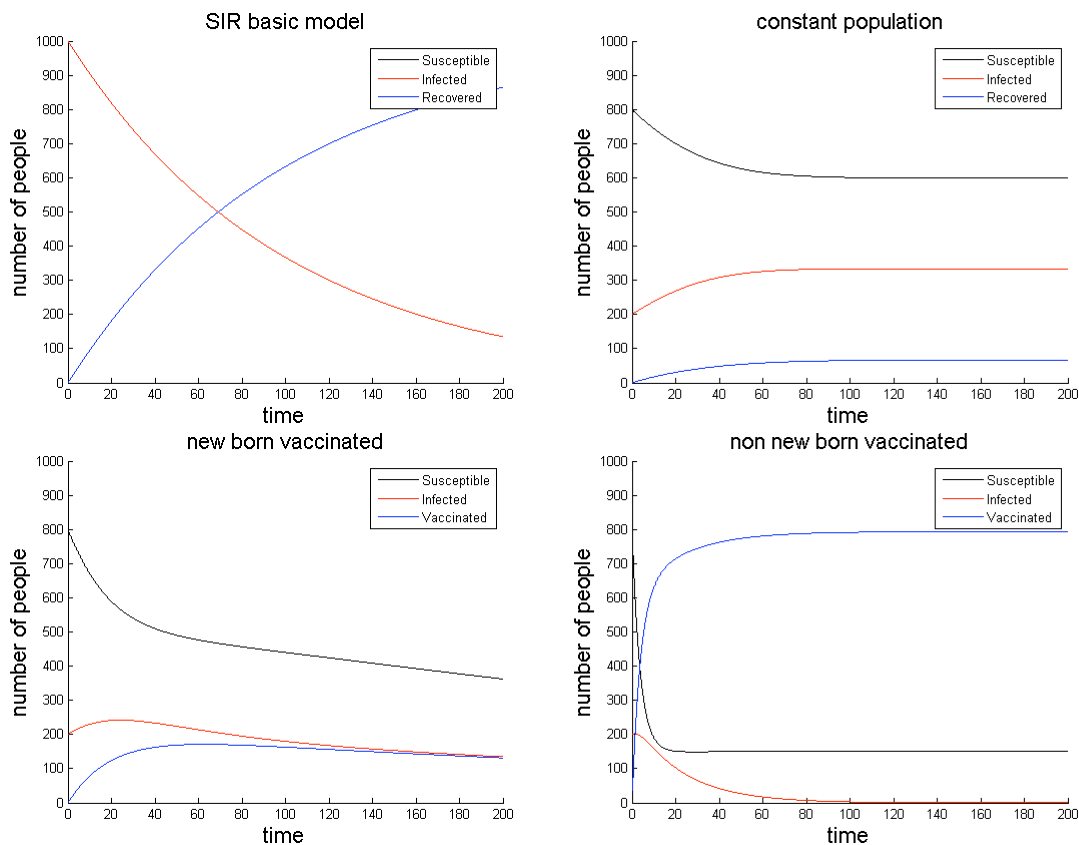 SIR basic model
1000
900
800
700
600
500
400
300
200
100
0
number of people
Susceptible
Infected
Recovered
0 20 40 60 80 100 120 140 160 180 200
time
constant population
1000
900
800
700
600
500
400
300
200
100
0
number of people
Susceptible
Infected
Recovered
0 20 40 60 80 100 120 140 160 180 200
time
new born vaccinated
1000
900
800
700
600
500
400
300
200
100
0
number of people
Susceptible
Infected
Vaccinated
0 20 40 60 80 100 120 140 160 180 200
time
non new born vaccinated
1000
900
800
700
600
500
400
300
200
100
0
number of people
Susceptible
Infected
Vaccinated
0 20 40 60 80 100 120 140 160 180 200
time